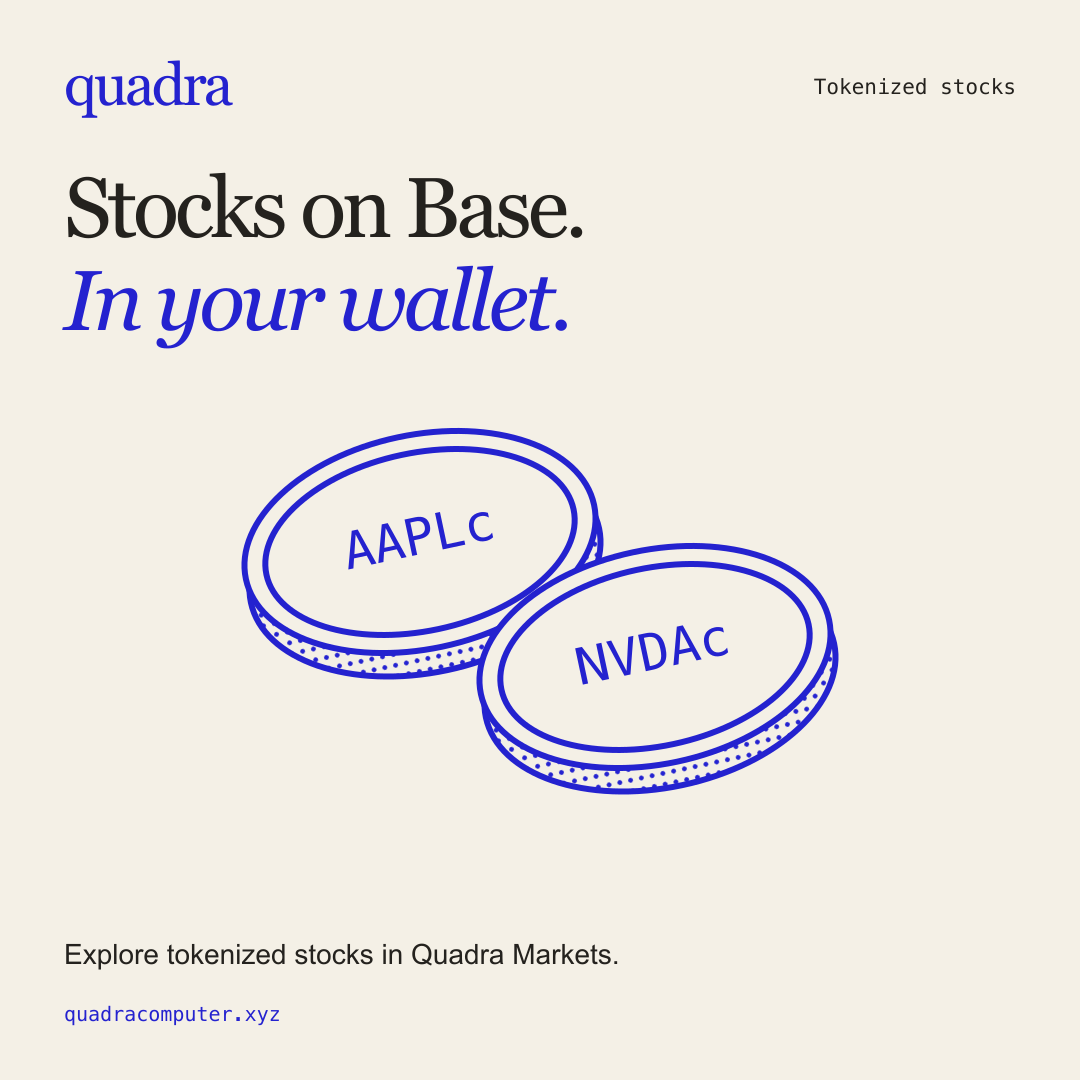 quadra
Tokenized stocks
Stocks on Base.
In your wallet.
AAPLc
NVDAc
Explore tokenized stocks in Quadra Markets.
quadracomputer.xyz